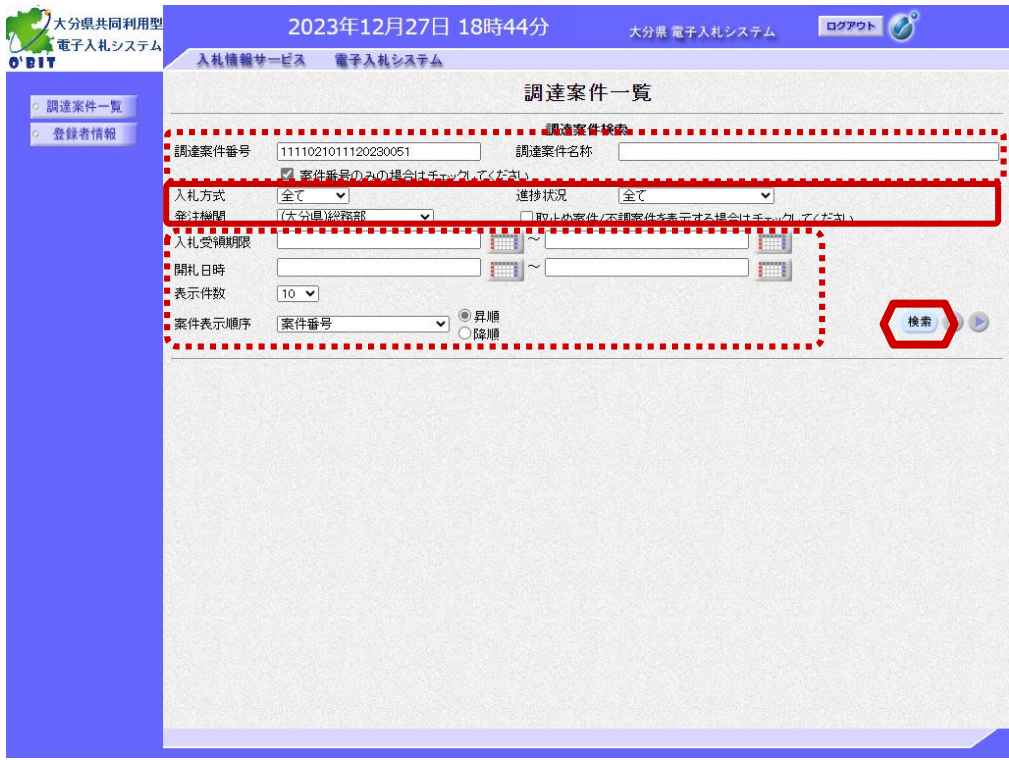 大分県共同利用型
電子入札システム
O'BIT
2023年12月27日 18時44分
大分県 電子入札システム
ログアウト
入札情報サービス 電子入札システム
調達案件一覧
登録者情報
調達案件一覧
調達案件検索
調達案件番号 1111021011120230051 調達案件名称
案件番号のみの場合はチェックしてください
入札方式 全て 進捗状況 全て
発注機関 (大分県)総務部 取止め案件/不調案件を表示する場合はチェックしてください
入札受領期限 ～
開札日時 ～
表示件数 10
案件表示順序 案件番号 昇順
降順
検索